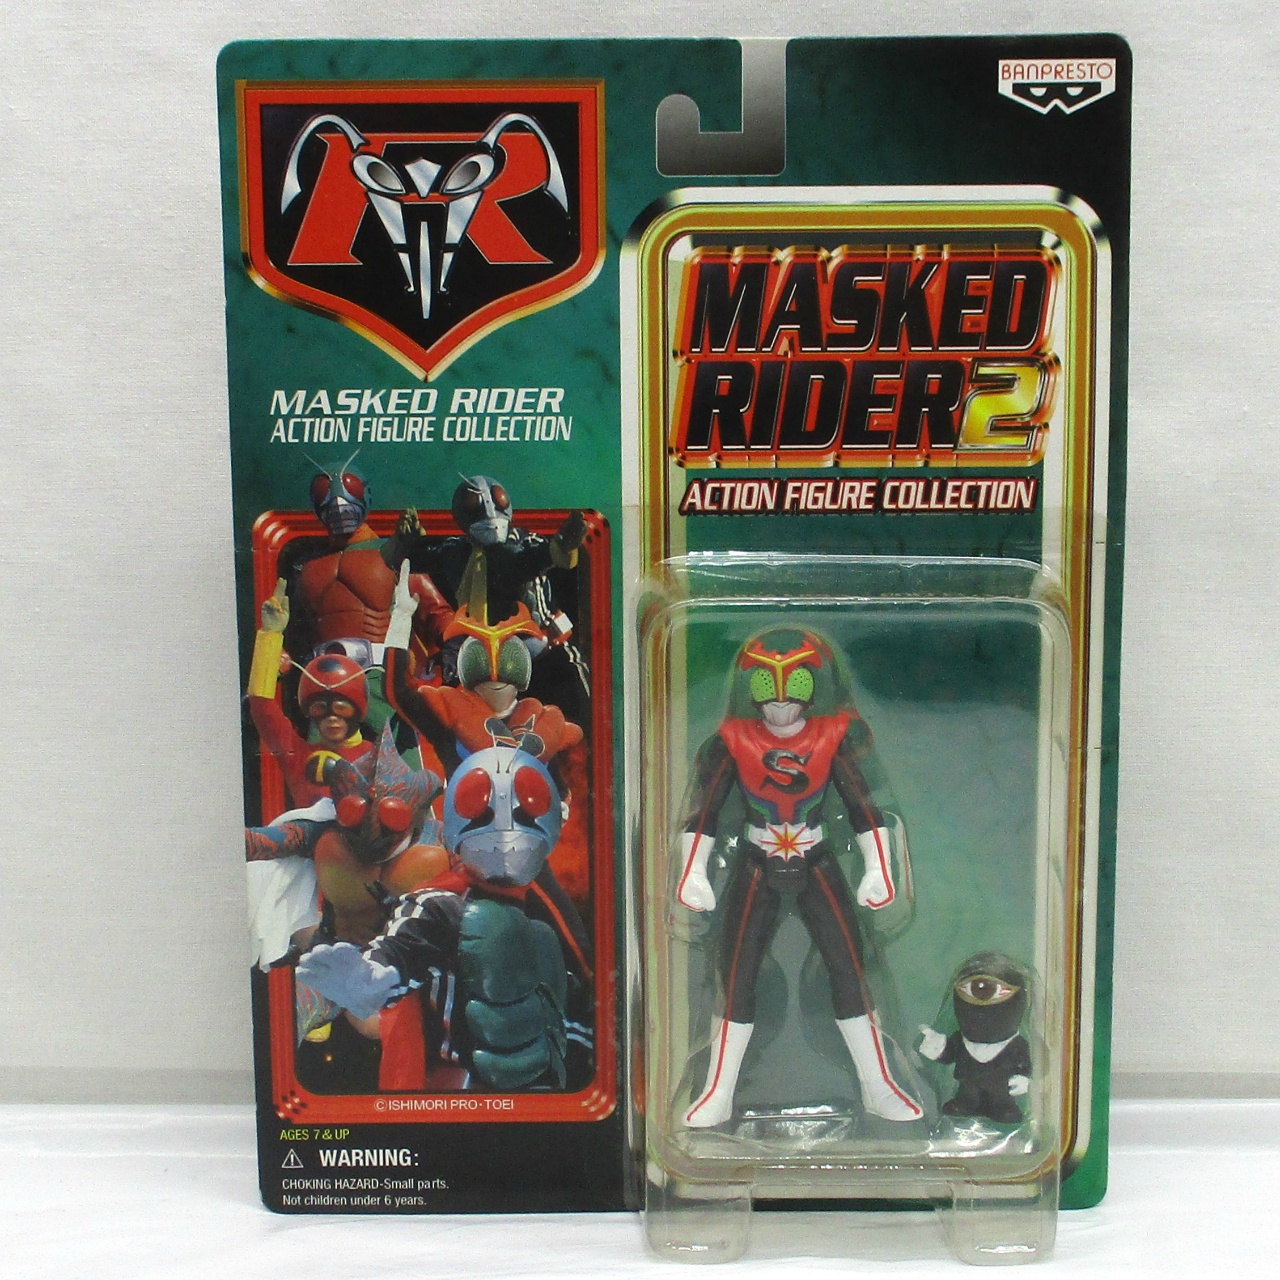 BANPRESTO
MASKED RIDER
ACTION FIGURE COLLECTION
MASKED
RIDER2
ACTION FIGURE COLLECTION
S
©ISHIMORI PRO·TOEI
AGES 7 & UP
WARNING:
CHOKING HAZARD-Small parts.
Not children under 6 years.